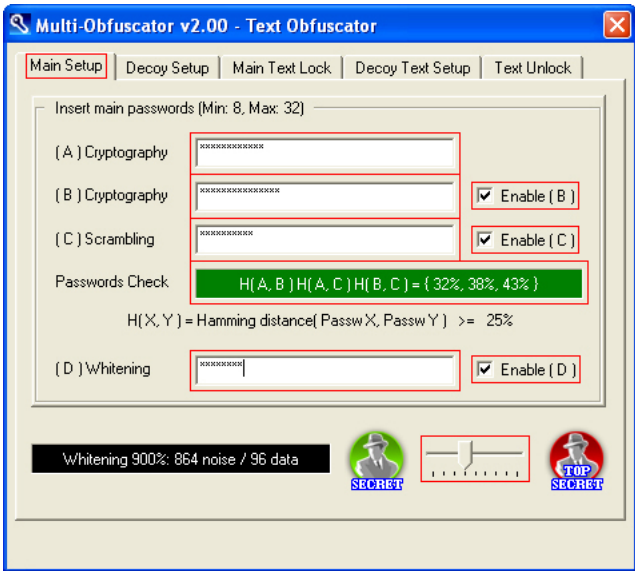 Multi-Obfuscator v2.00 - Text Obfuscator
Main Setup Decoy Setup Main Text Lock Decoy Text Setup Text Unlock
Insert main passwords (Min: 8, Max: 32)
( A ) Cryptography ************
( B ) Cryptography *************** Enable ( B )
( C ) Scrambling ********** Enable ( C )
Passwords Check H( A, B ) H( A, C ) H( B, C ) = { 32%, 38%, 43% }
H( X, Y ) = Hamming distance( Passw X, Passw Y ) >= 25%
( D ) Whitening ******** Enable ( D )
Whitening 900%: 864 noise / 96 data
SECRET
TOP
SECRET